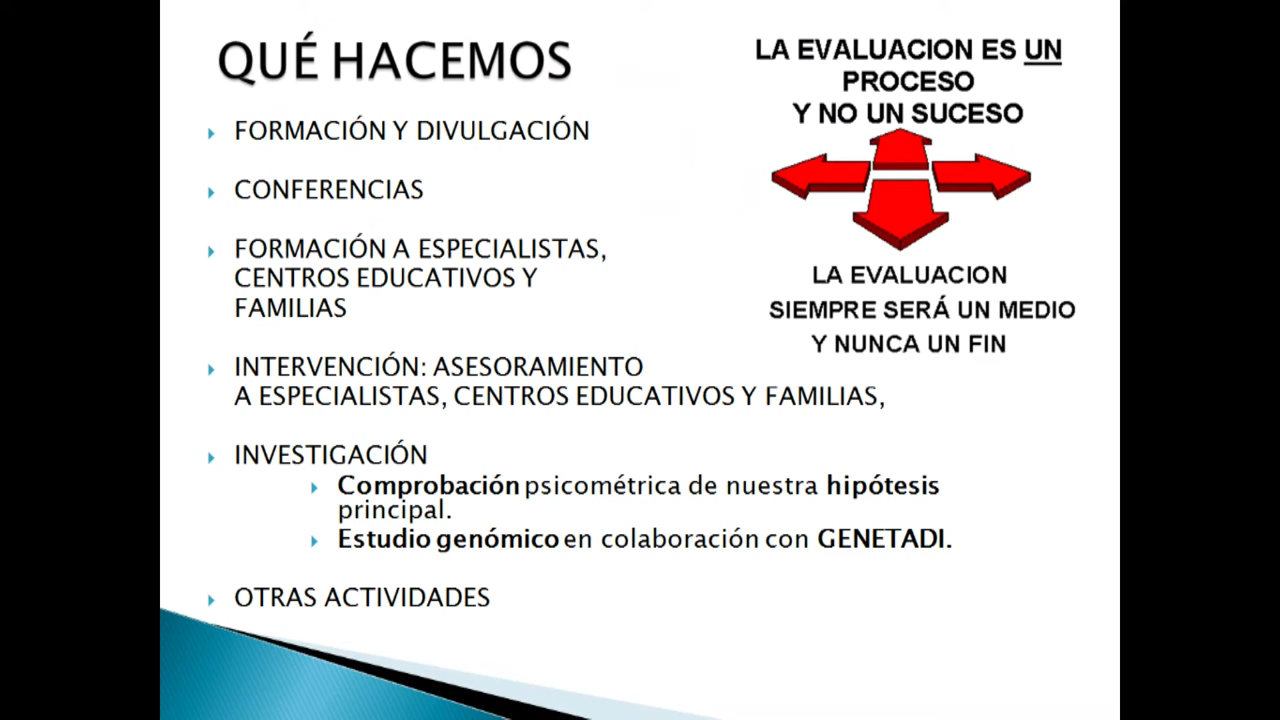 QUÉ HACEMOS
FORMACIÓN Y DIVULGACIÓN
CONFERENCIAS
FORMACIÓN A ESPECIALISTAS,
CENTROS EDUCATIVOS Y
FAMILIAS
INTERVENCIÓN: ASESORAMIENTO
A ESPECIALISTAS, CENTROS EDUCATIVOS Y FAMILIAS,
INVESTIGACIÓN
Comprobación psicométrica de nuestra hipótesis
principal.
Estudio genómico en colaboración con GENETADI.
OTRAS ACTIVIDADES
LA EVALUACION ES UN
PROCESO
Y NO UN SUCESO
LA EVALUACION
SIEMPRE SERÁ UN MEDIO
Y NUNCA UN FIN